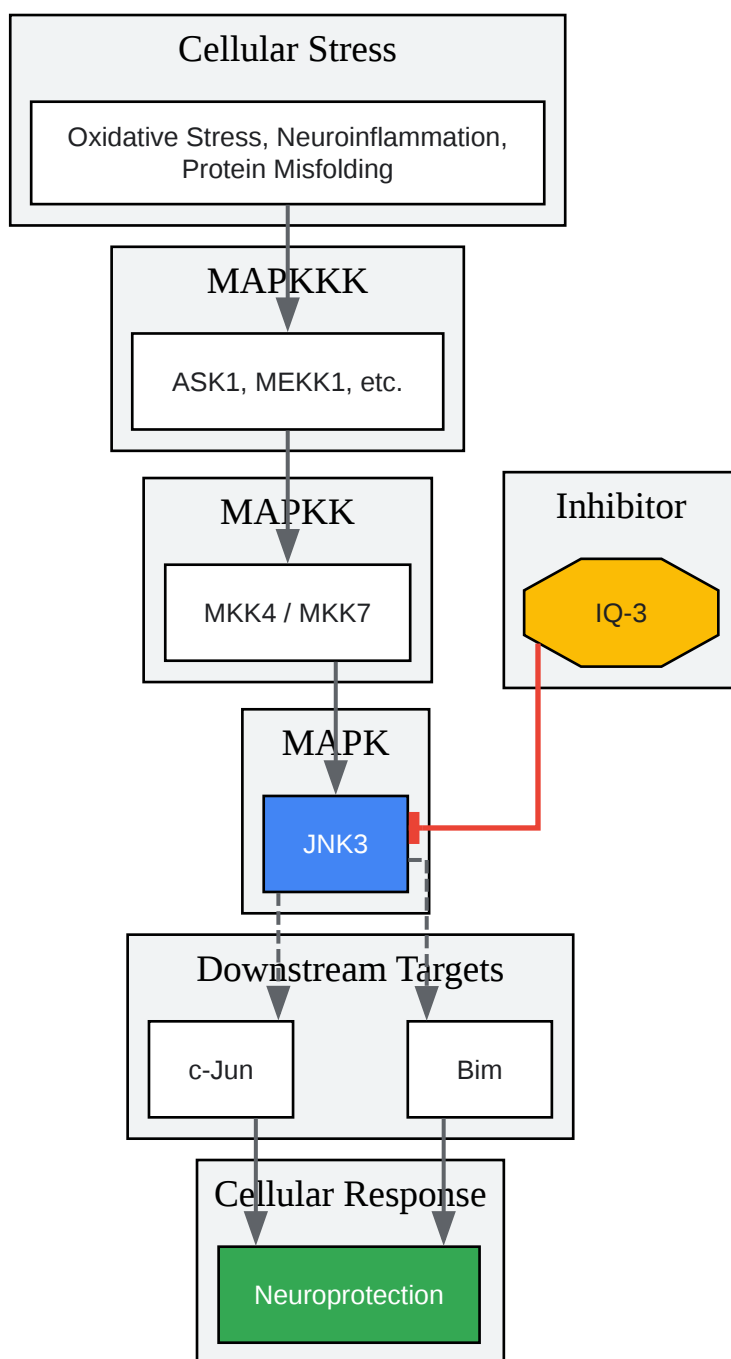 Cellular Stress
Oxidative Stress, Neuroinflammation,
Protein Misfolding
MAPKKK
ASK1, MEKK1, etc.
MAPKK
MKK4 / MKK7
Inhibitor
IQ-3
MAPK
JNK3
Downstream Targets
c-Jun
Bim
Cellular Response
Neuroprotection